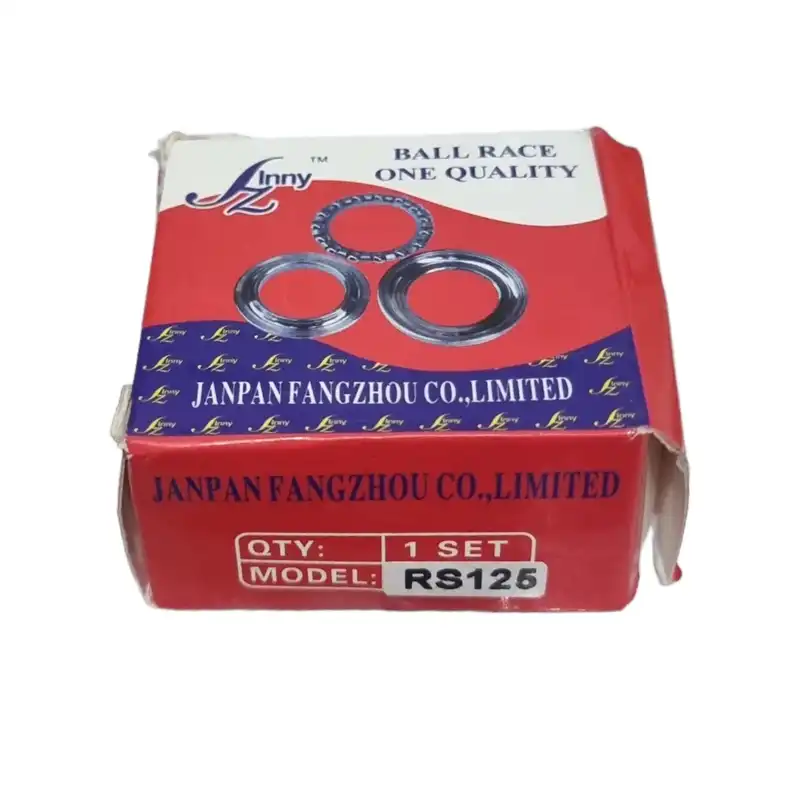 Jinny
FZ
TM
BALL RACE
ONE QUALITY
JANPAN FANGZHOU CO.,LIMITED
JANPAN FANGZHOU CO.,LIMITED
QTY: 1 SET
MODEL: RS125